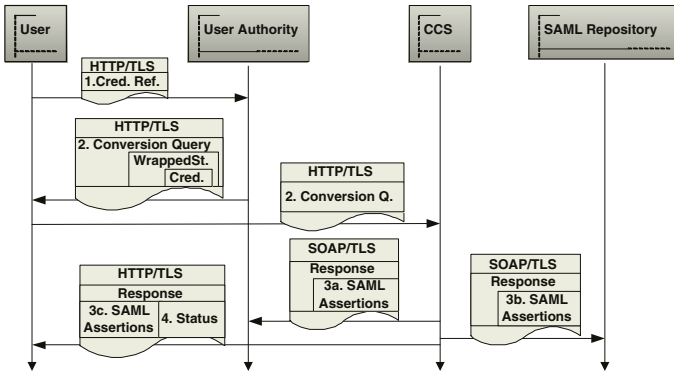 User
User Authority
CCS
SAML Repository
HTTP/TLS
1.Cred. Ref.
HTTP/TLS
2. Conversion Query
WrappedSt.
Cred.
HTTP/TLS
2. Conversion Q.
SOAP/TLS
Response
3a. SAML
Assertions
SOAP/TLS
Response
3b. SAML
Assertions
HTTP/TLS
Response
3c. SAML
Assertions
4. Status